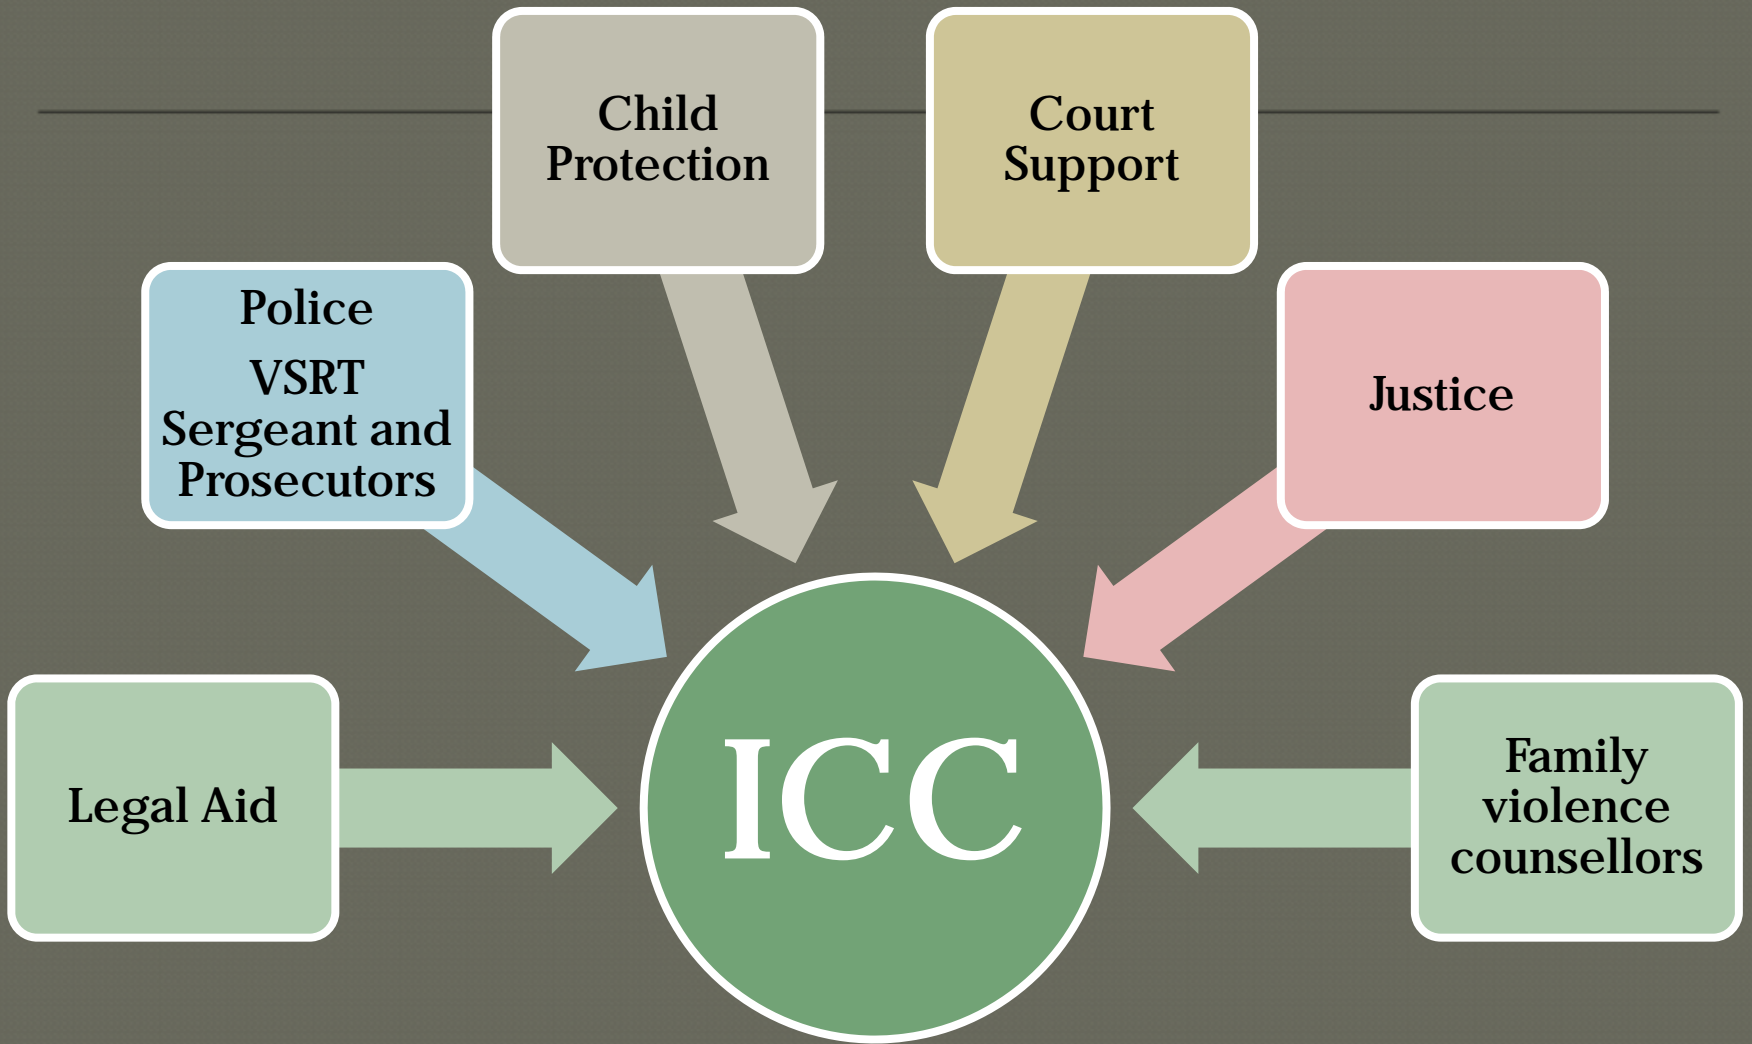 Child
Protection
Court
Support
Police
VSRT
Sergeant and
Prosecutors
Justice
Legal Aid
ICC
Family
violence
counsellors